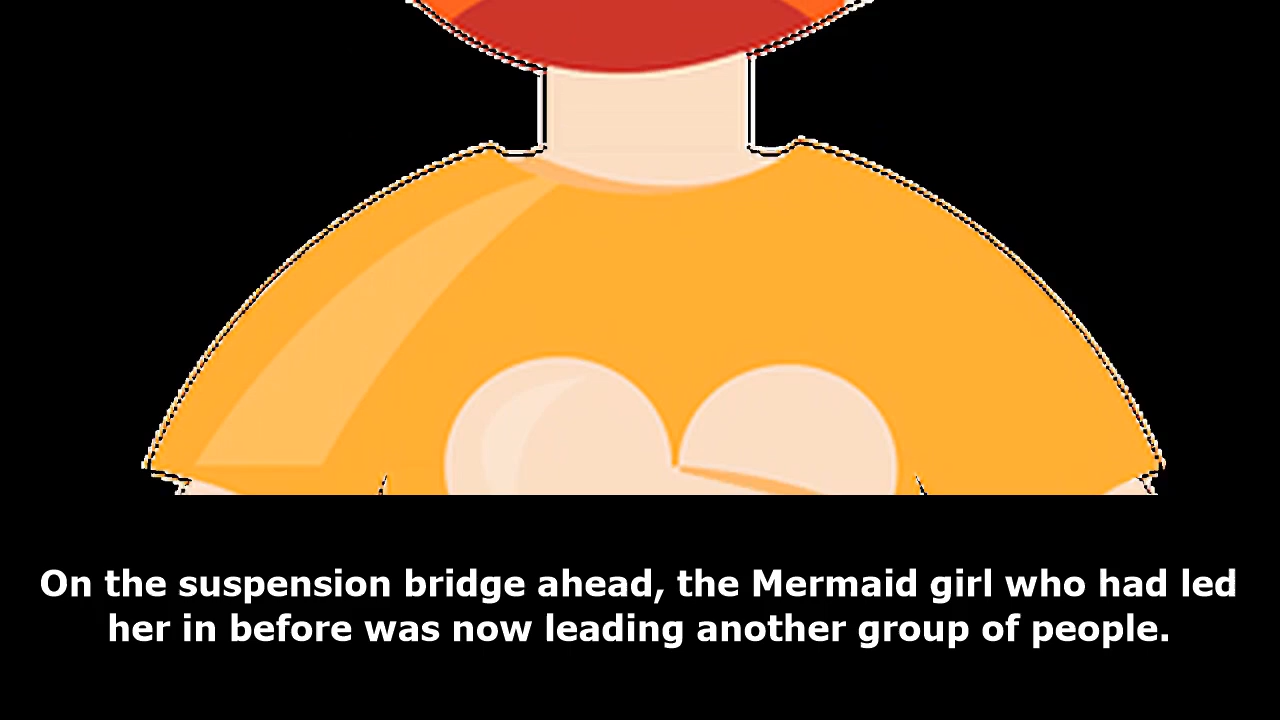 On the suspension bridge ahead, the Mermaid girl who had led
her in before was now leading another group of people.